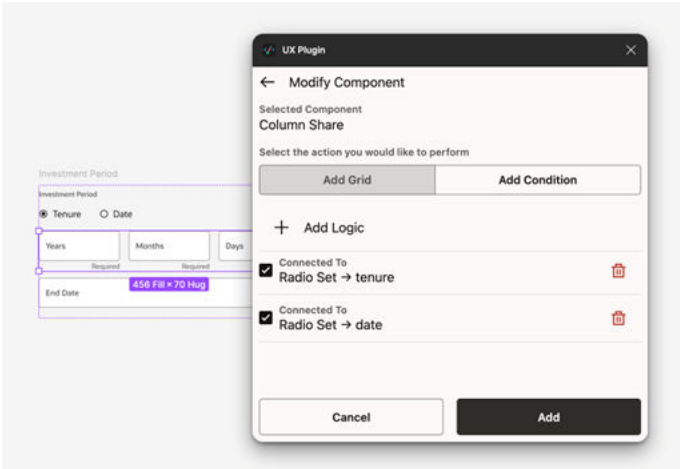 UX Plugin
Modify Component
Selected Component
Column Share
Select the action you would like to perform
Add Grid
Add Condition
Add Logic
Connected To
Radio Set → tenure
Connected To
Radio Set → date
Cancel
Add
Investment Period
Investment Period
Tenure
Date
Years
Months
Days
Required
Required
456 Fill × 70 Hug
End Date